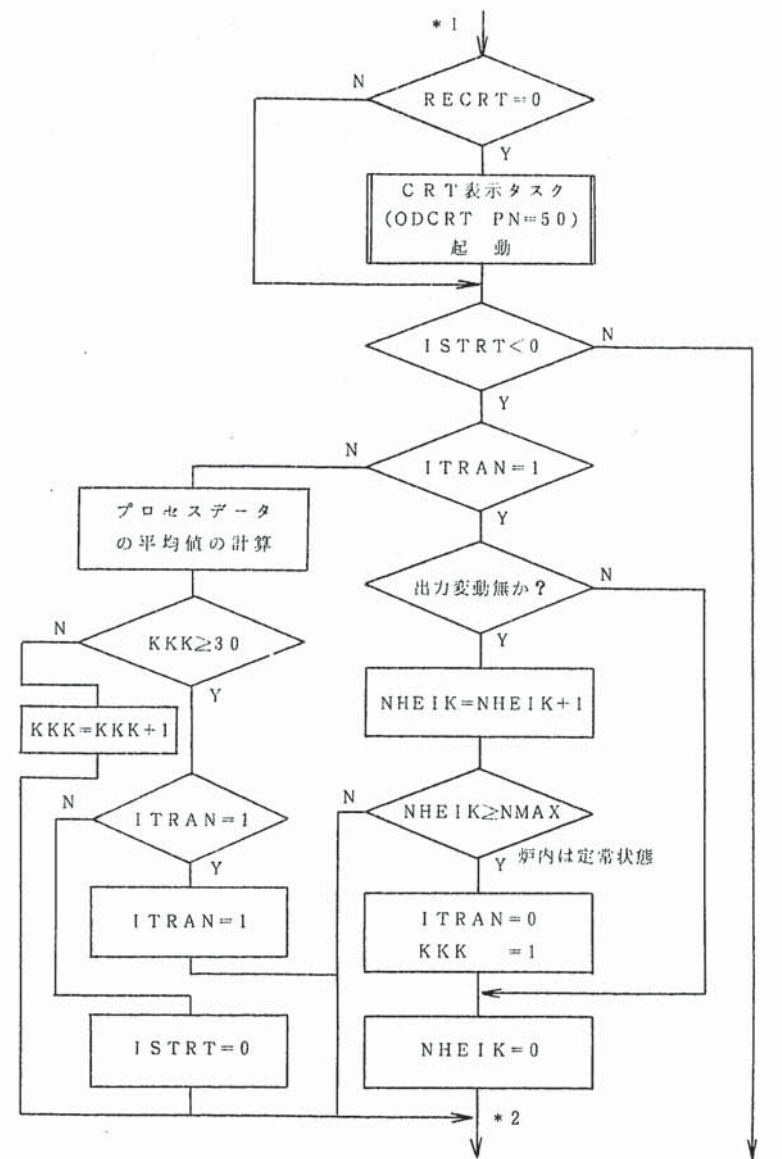 *1
RECRT=0
N
Y
CRT表示タスク
(ODCRT PN=50)
起 動
ISTRT<0
N
Y
ITRAN=1
N
Y
プロセスデータ
の平均値の計算
出力変動無か?
N
Y
KKK≥30
N
Y
NHEIK=NHEIK+1
KKK=KKK+1
ITRAN=1
N
Y
NHEIK≥NMAX
N
Y 炉内は定常状態
ITRAN=1
ITRAN=0
KKK =1
ISTRT=0
NHEIK=0
*2